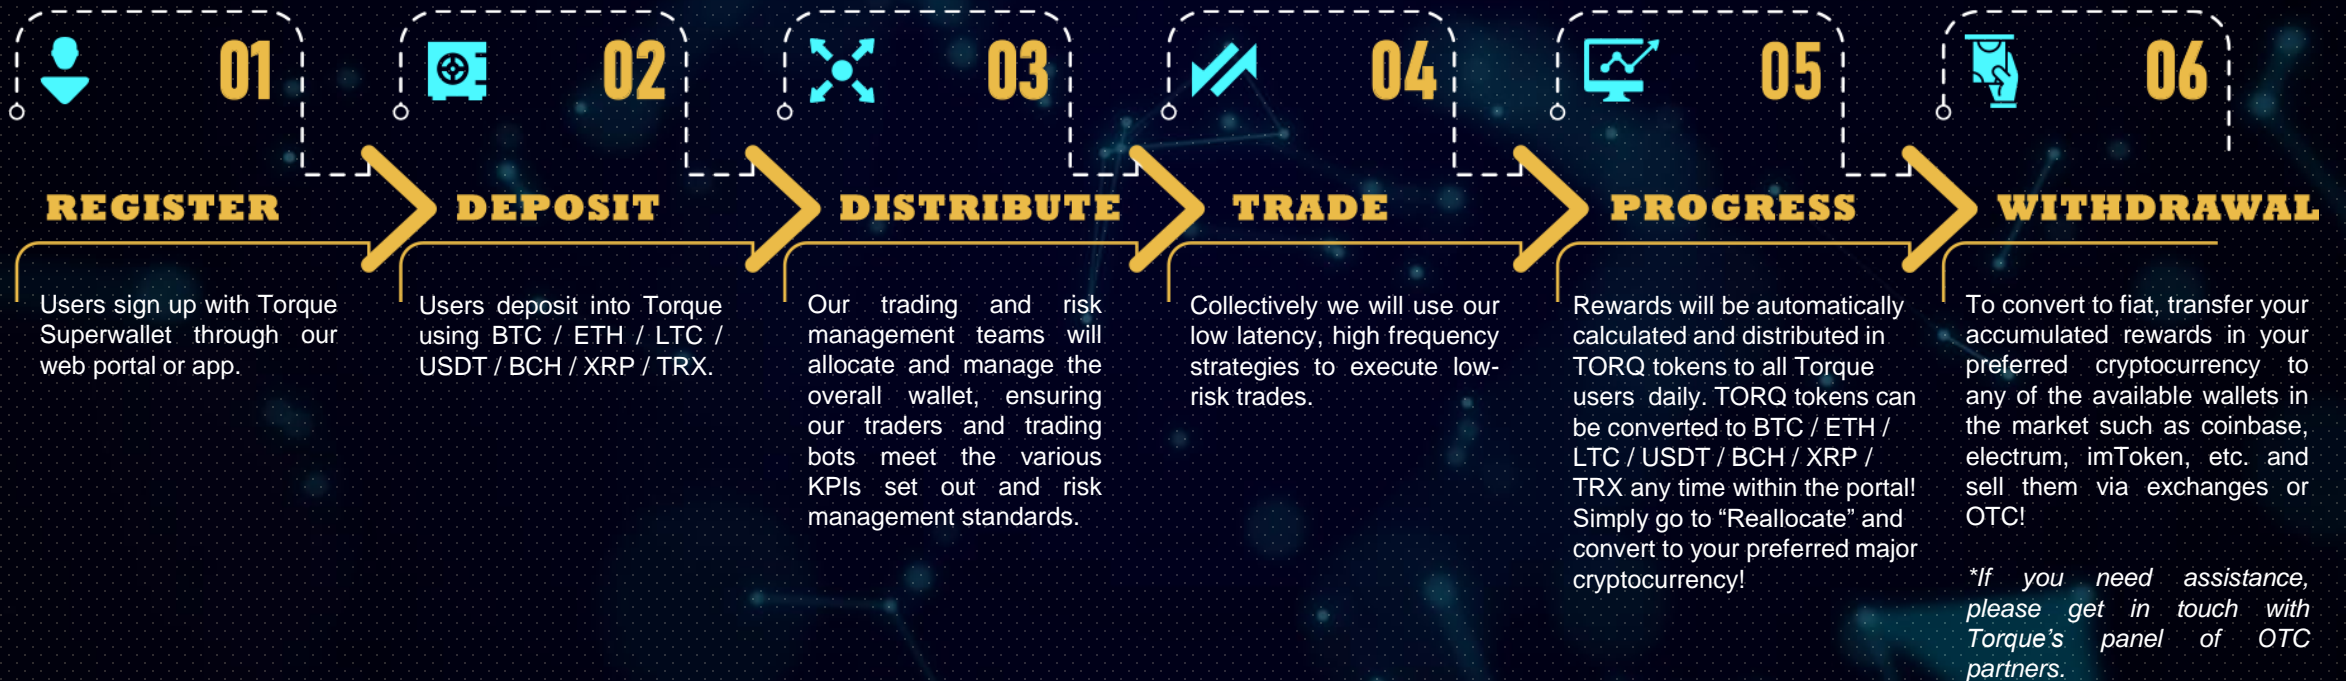 01
REGISTER
Users sign up with Torque
Superwallet through our
web portal or app.
02
DEPOSIT
Users deposit into Torque
using BTC / ETH / LTC /
USDT / BCH / XRP / TRX.
03
DISTRIBUTE
Our trading and risk
management teams will
allocate and manage the
overall wallet, ensuring
our traders and trading
bots meet the various
KPIs set out and risk
management standards.
04
TRADE
Collectively we will use our
low latency, high frequency
strategies to execute low-
risk trades.
05
PROGRESS
Rewards will be automatically
calculated and distributed in
TORQ tokens to all Torque
users daily. TORQ tokens can
be converted to BTC / ETH /
LTC / USDT / BCH / XRP /
TRX any time within the portal!
Simply go to “Reallocate” and
convert to your preferred major
cryptocurrency!
06
WITHDRAWAL
To convert to fiat, transfer your
accumulated rewards in your
preferred cryptocurrency to
any of the available wallets in
the market such as coinbase,
electrum, imToken, etc. and
sell them via exchanges or
OTC!
*If you need assistance,
please get in touch with
Torque’s panel of OTC
partners.